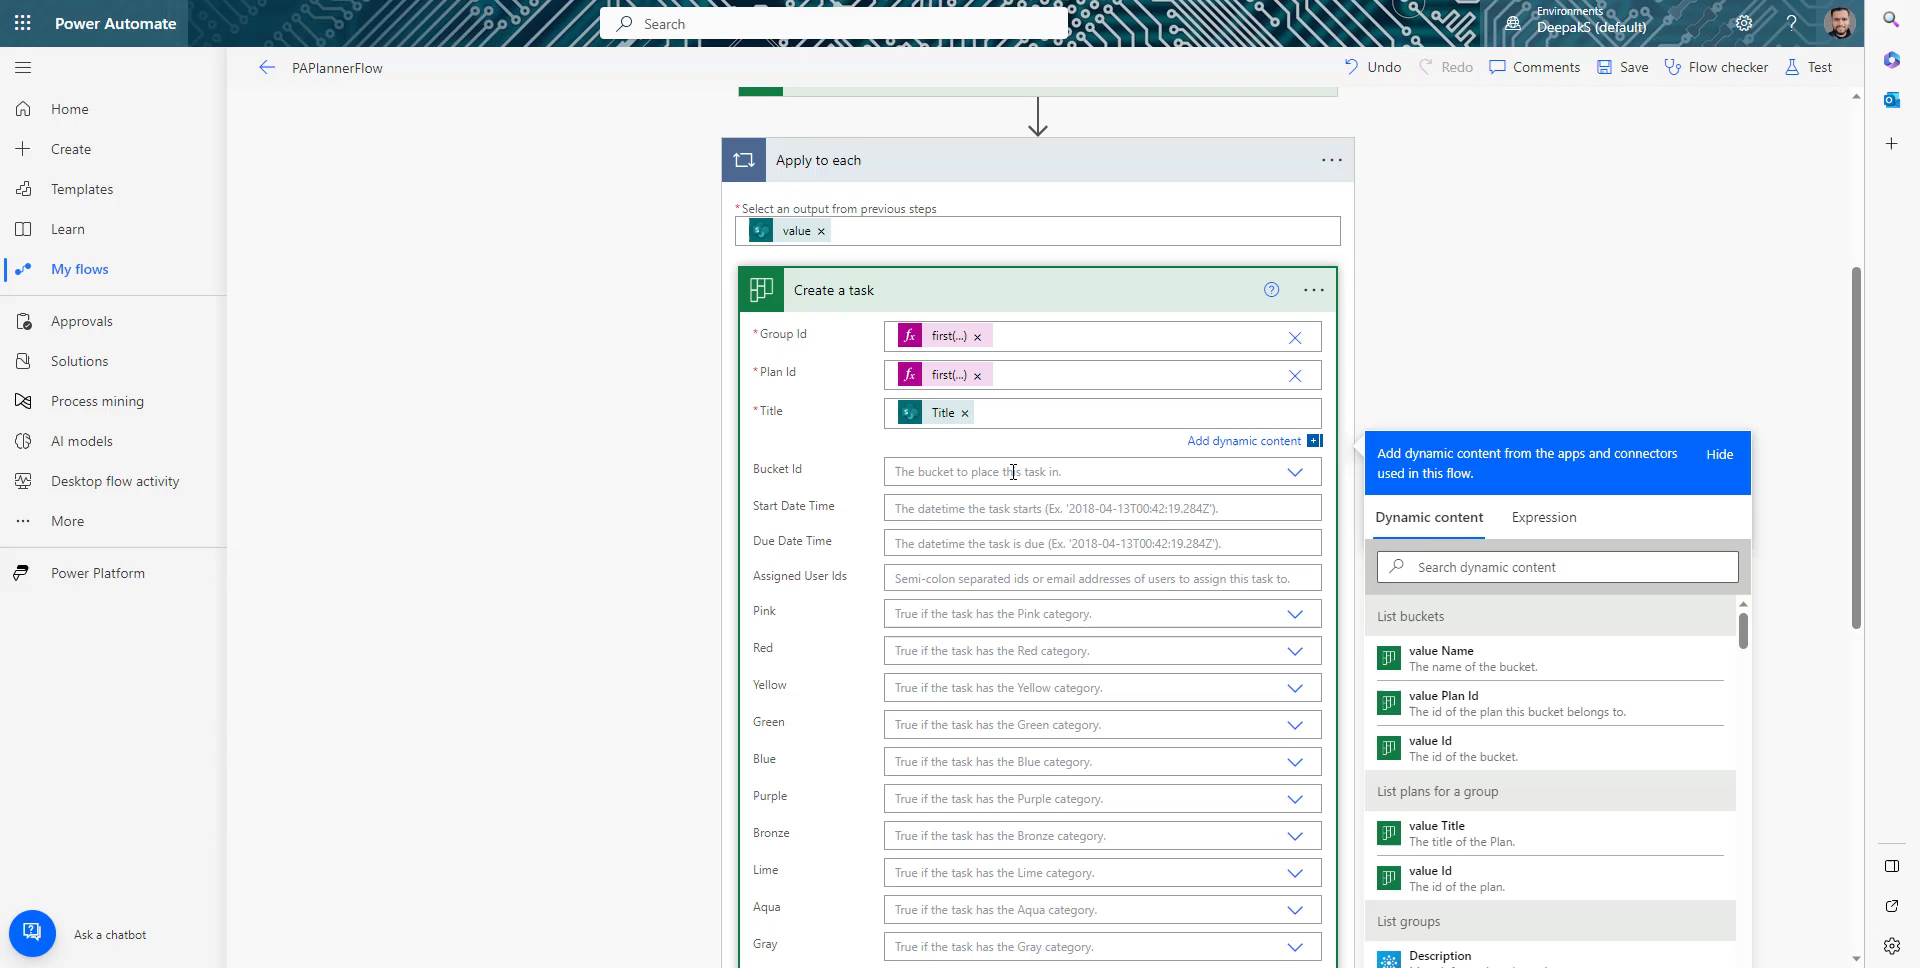 Power Automate
Search
Environments
DeepakS (default)
PAPlannerFlow
Undo
Redo
Comments
Save
Flow checker
Test
Home
Create
Templates
Learn
My flows
Approvals
Solutions
Process mining
AI models
Desktop flow activity
More
Power Platform
Ask a chatbot
Apply to each
* Select an output from previous steps
value
Create a task
* Group Id
fx first(...)
* Plan Id
fx first(...)
* Title
Title
Add dynamic content
Bucket Id
The bucket to place this task in.
Start Date Time
The datetime the task starts (Ex. '2018-04-13T00:42:19.284Z').
Due Date Time
The datetime the task is due (Ex. '2018-04-13T00:42:19.284Z').
Assigned User Ids
Semi-colon separated ids or email addresses of users to assign this task to.
Pink
True if the task has the Pink category.
Red
True if the task has the Red category.
Yellow
True if the task has the Yellow category.
Green
True if the task has the Green category.
Blue
True if the task has the Blue category.
Purple
True if the task has the Purple category.
Bronze
True if the task has the Bronze category.
Lime
True if the task has the Lime category.
Aqua
True if the task has the Aqua category.
Gray
True if the task has the Gray category.
Add dynamic content from the apps and connectors
used in this flow.
Hide
Dynamic content
Expression
Search dynamic content
List buckets
value Name
The name of the bucket.
value Plan Id
The id of the plan this bucket belongs to.
value Id
The id of the bucket.
List plans for a group
value Title
The title of the Plan.
value Id
The id of the plan.
List groups
Description